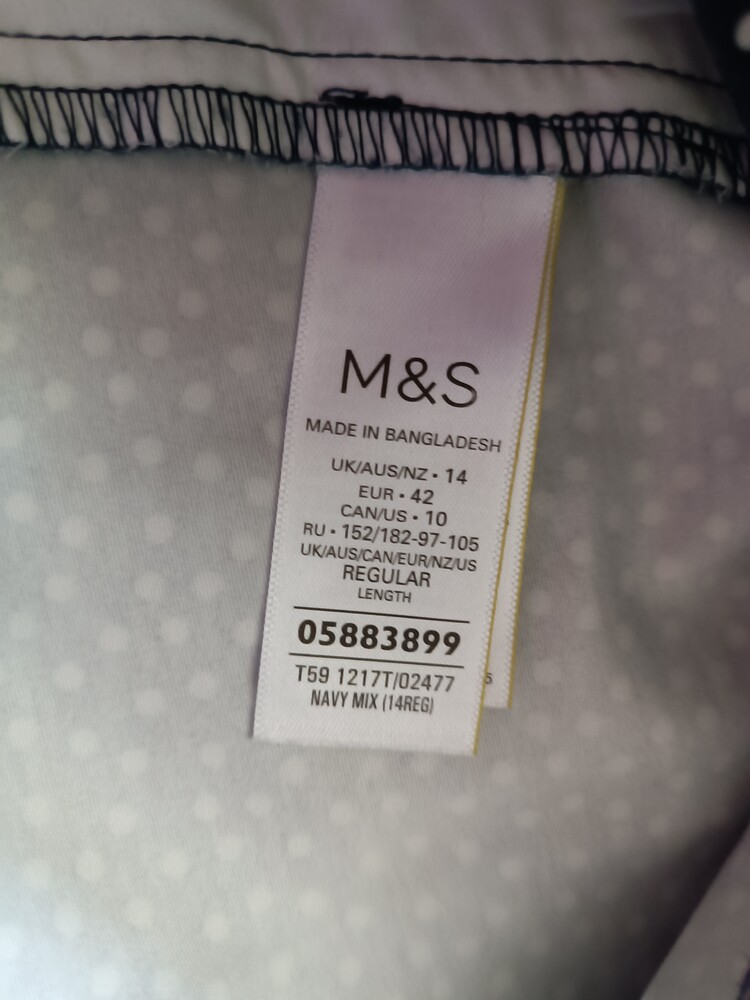 M&S
MADE IN BANGLADESH
UK/AUS/NZ • 14
EUR • 42
CAN/US • 10
RU • 152/182-97-105
UK/AUS/CAN/EUR/NZ/US
REGULAR
LENGTH
05883899
T59 1217T/02477
NAVY MIX (14REG)